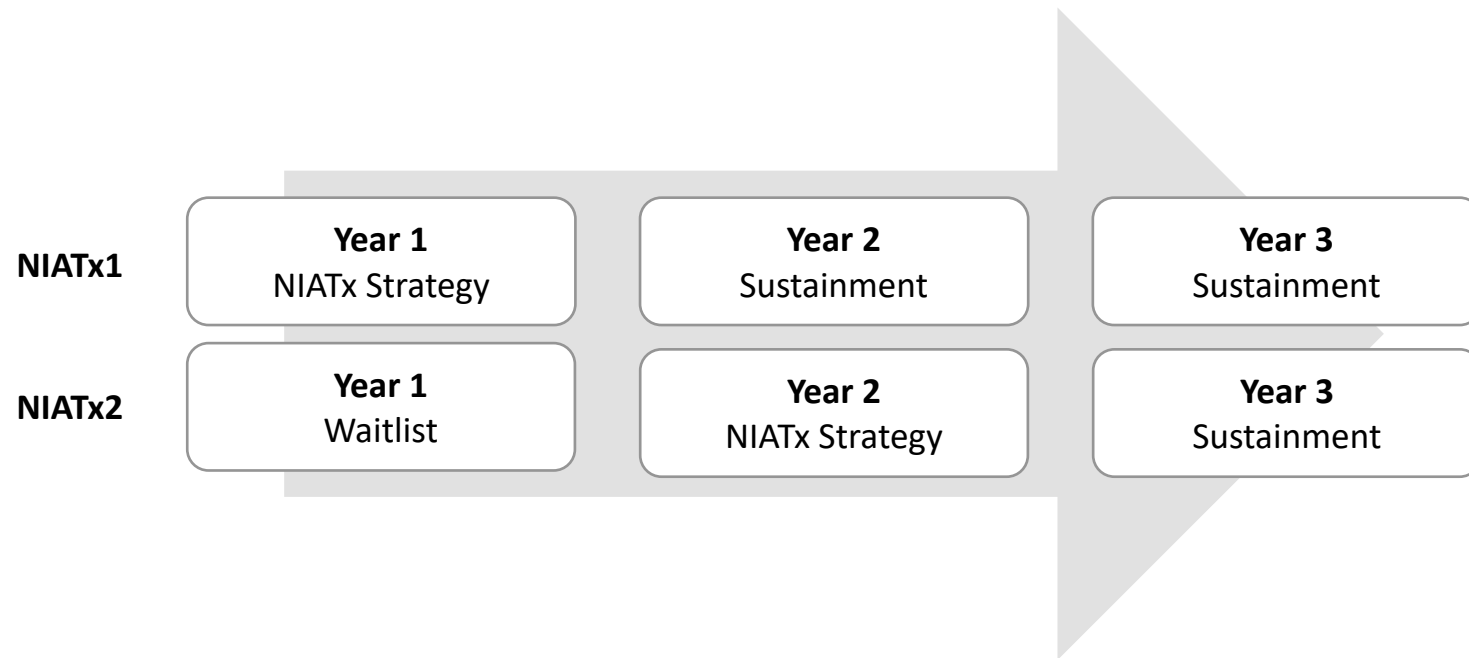 NIATx1
Year 1
NIATx Strategy
Year 2
Sustainment
Year 3
Sustainment
NIATx2
Year 1
Waitlist
Year 2
NIATx Strategy
Year 3
Sustainment